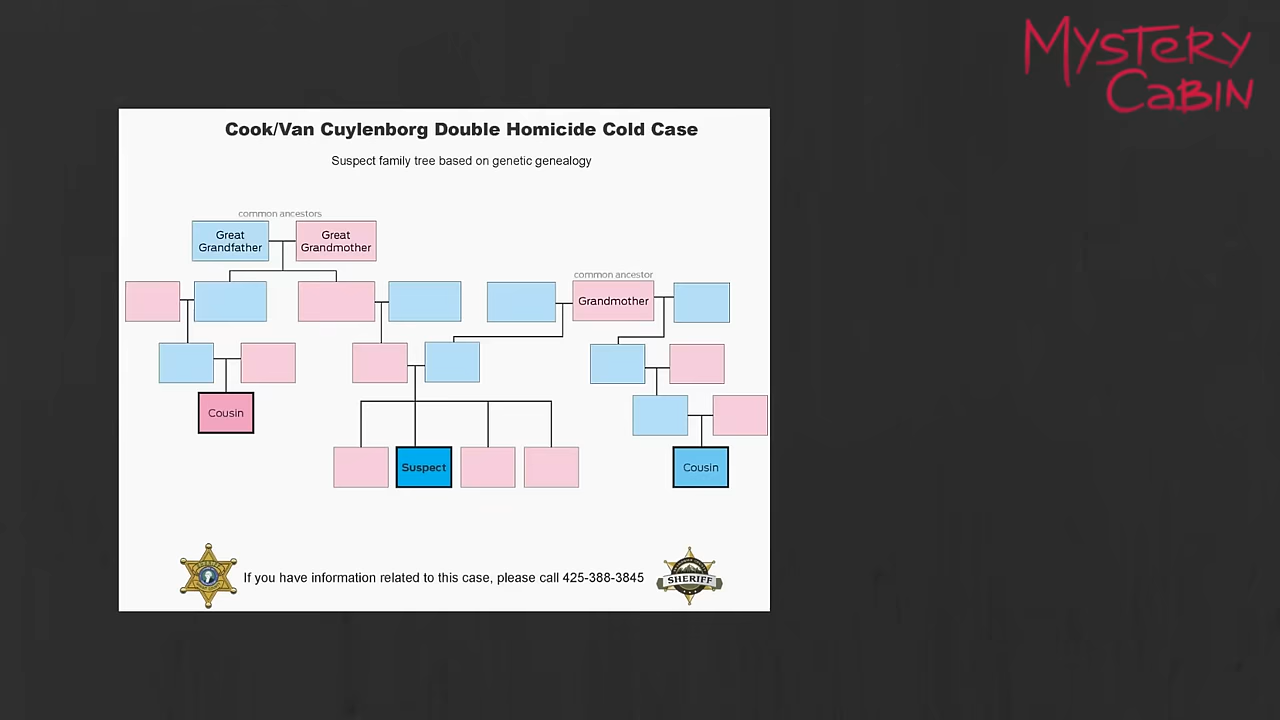 MYSTERY
CABIN
Cook/Van Cuylenborg Double Homicide Cold Case
Suspect family tree based on genetic genealogy
common ancestors
Great
Grandfather
Great
Grandmother
common ancestor
Grandmother
Cousin
Suspect
Cousin
If you have information related to this case, please call 425-388-3845
SHERIFF